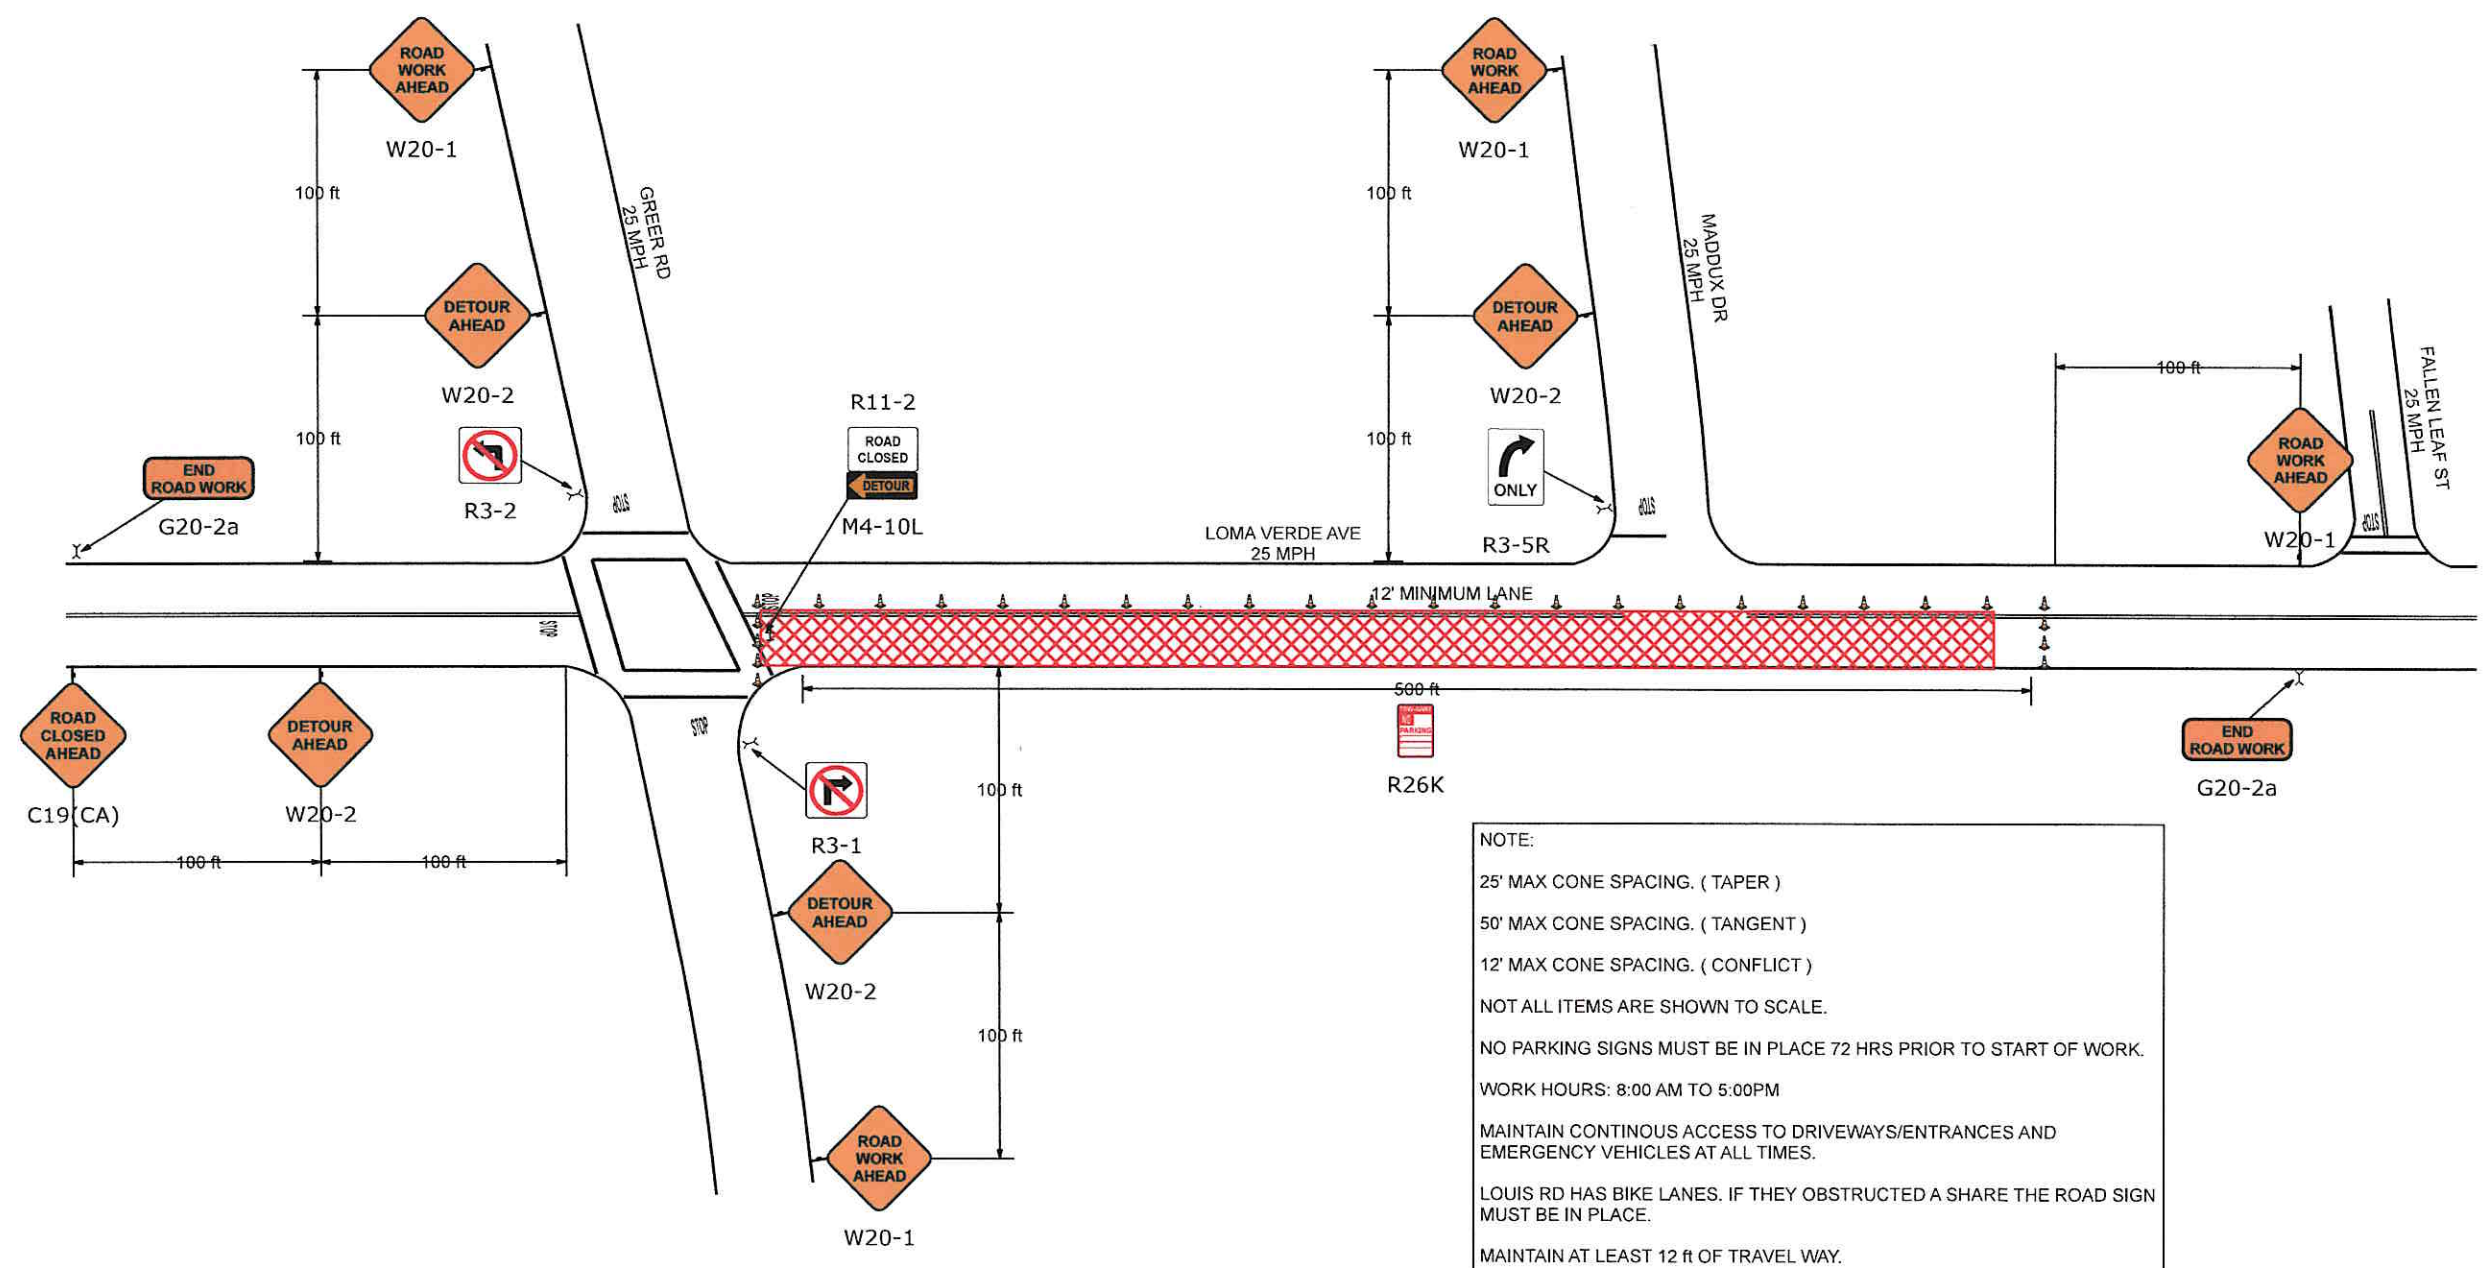 ROAD
WORK
AHEAD
W20-1
100 ft
GREER RD
25 MPH
DETOUR
AHEAD
W20-2
100 ft
R3-2
STOP
END
ROAD WORK
G20-2a
R11-2
ROAD
CLOSED
DETOUR
M4-10L
ROAD
WORK
AHEAD
W20-1
100 ft
MADDUX DR
25 MPH
DETOUR
AHEAD
W20-2
100 ft
ONLY
R3-5R
STOP
LOMA VERDE AVE
25 MPH
100 ft
FALLEN LEAF ST
25 MPH
ROAD
WORK
AHEAD
W20-1
STOP
12' MINIMUM LANE
STOP
STOP
500 ft
NO
PARKING
R26K
ROAD
CLOSED
AHEAD
C19(CA)
DETOUR
AHEAD
W20-2
100 ft
100 ft
STOP
R3-1
100 ft
DETOUR
AHEAD
W20-2
100 ft
ROAD
WORK
AHEAD
W20-1
END
ROAD WORK
G20-2a
NOTE:
25' MAX CONE SPACING. ( TAPER )
50' MAX CONE SPACING. ( TANGENT )
12' MAX CONE SPACING. ( CONFLICT )
NOT ALL ITEMS ARE SHOWN TO SCALE.
NO PARKING SIGNS MUST BE IN PLACE 72 HRS PRIOR TO START OF WORK.
WORK HOURS: 8:00 AM TO 5:00PM
MAINTAIN CONTINOUS ACCESS TO DRIVEWAYS/ENTRANCES AND
EMERGENCY VEHICLES AT ALL TIMES.
LOUIS RD HAS BIKE LANES. IF THEY OBSTRUCTED A SHARE THE ROAD SIGN
MUST BE IN PLACE.
MAINTAIN AT LEAST 12 ft OF TRAVEL WAY.